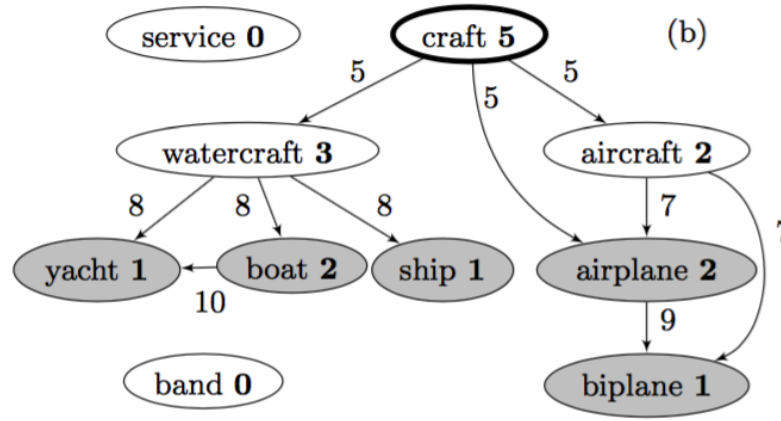 service 0
craft 5
(b)
5
5
5
watercraft 3
aircraft 2
8
8
8
7
7
yacht 1
boat 2
ship 1
airplane 2
10
9
band 0
biplane 1